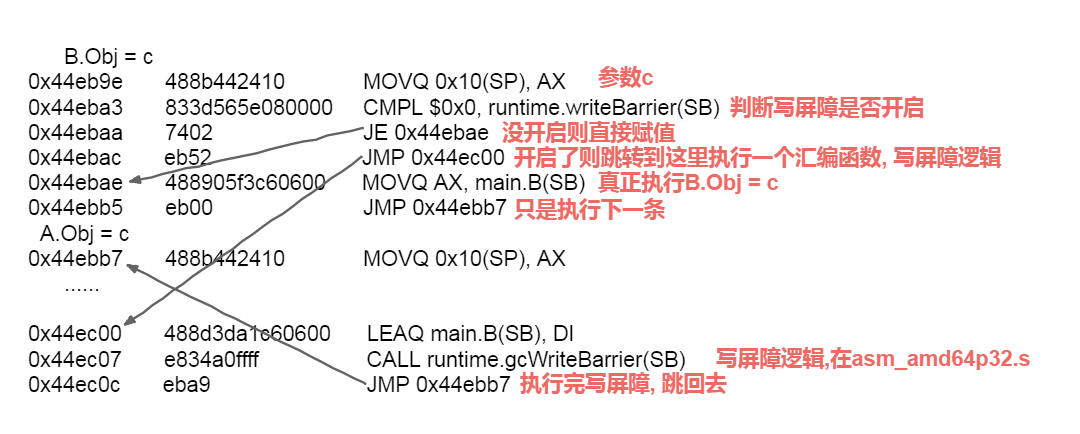 B.Obj = c
0x44eb9e 488b442410 MOVQ 0x10(SP), AX 参数c
0x44eba3 833d565e080000 CMPL $0x0, runtime.writeBarrier(SB) 判断写屏障是否开启
0x44ebaa 7402 JE 0x44ebae 没开启则直接赋值
0x44ebac eb52 JMP 0x44ec00 开启了则跳转到这里执行一个汇编函数, 写屏障逻辑
0x44ebae 488905f3c60600 MOVQ AX, main.B(SB) 真正执行B.Obj = c
0x44ebb5 eb00 JMP 0x44ebb7 只是执行下一条
A.Obj = c
0x44ebb7 488b442410 MOVQ 0x10(SP), AX
......
0x44ec00 488d3da1c60600 LEAQ main.B(SB), DI
0x44ec07 e834a0ffff CALL runtime.gcWriteBarrier(SB) 写屏障逻辑,在asm_amd64p32.s
0x44ec0c eba9 JMP 0x44ebb7 执行完写屏障, 跳回去